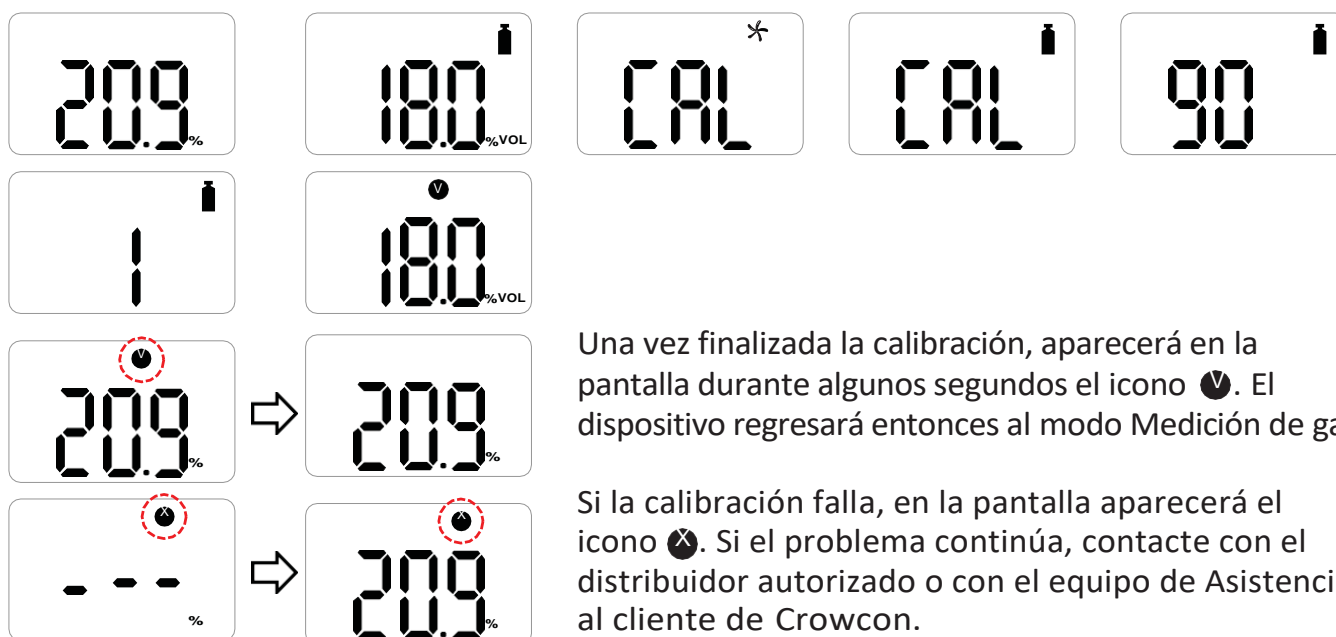 20.9%
18.0%VOL
CAL
CAL
90
1
V
18.0%VOL
V
20.9%
20.9%
Una vez finalizada la calibración, aparecerá en la
pantalla durante algunos segundos el icono V. El
dispositivo regresará entonces al modo Medición de ga
X
- - - %
X
20.9%
Si la calibración falla, en la pantalla aparecerá el
icono X. Si el problema continúa, contacte con el
distribuidor autorizado o con el equipo de Asistenci
al cliente de Crowcon.